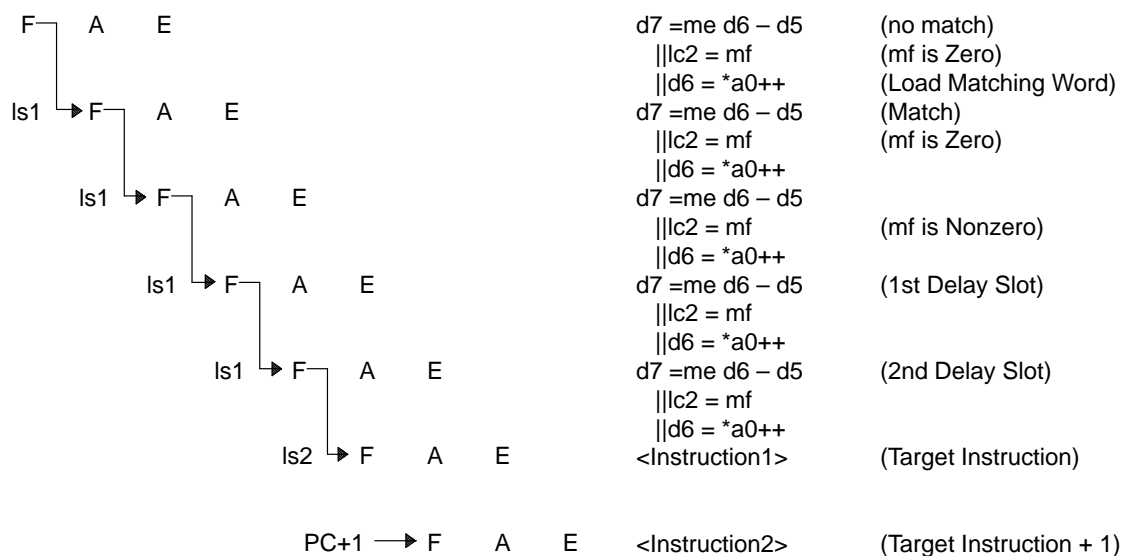 F A E d7 =me d6 – d5 (no match)
||lc2 = mf (mf is Zero)
||d6 = *a0++ (Load Matching Word)
ls1 F A E d7 =me d6 – d5 (Match)
||lc2 = mf (mf is Zero)
||d6 = *a0++
ls1 F A E d7 =me d6 – d5
||lc2 = mf (mf is Nonzero)
||d6 = *a0++
ls1 F A E d7 =me d6 – d5 (1st Delay Slot)
||lc2 = mf
||d6 = *a0++
ls1 F A E d7 =me d6 – d5 (2nd Delay Slot)
||lc2 = mf
||d6 = *a0++
ls2 F A E <Instruction1> (Target Instruction)
PC+1 F A E <Instruction2> (Target Instruction + 1)